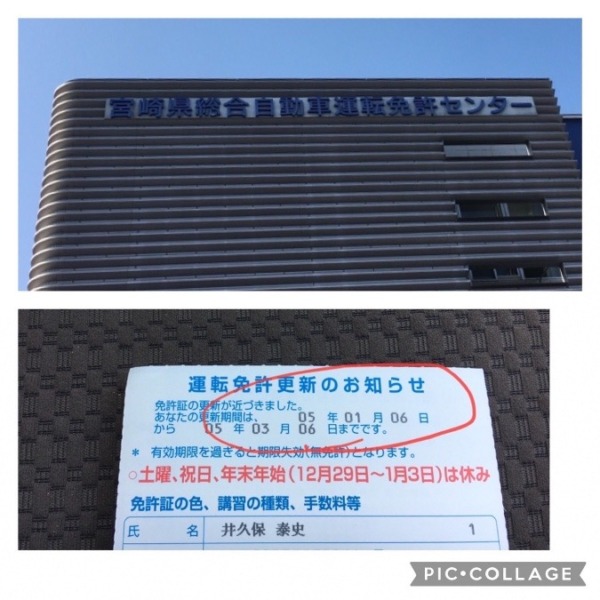 宮崎県総合自動車運転免許センター
運転免許更新のお知らせ
免許証の更新が近づきました。
あなたの更新期間は、 05 年 01 月 06 日
から 05 年 03 月 06 日までです。
* 有効期限を過ぎると期限失効(無免許)となります。
○土曜、祝日、年末年始(12月29日～1月3日)は休み
免許証の色、講習の種類、手数料等
氏 名 井久保 泰史 1
PIC•COLLAGE